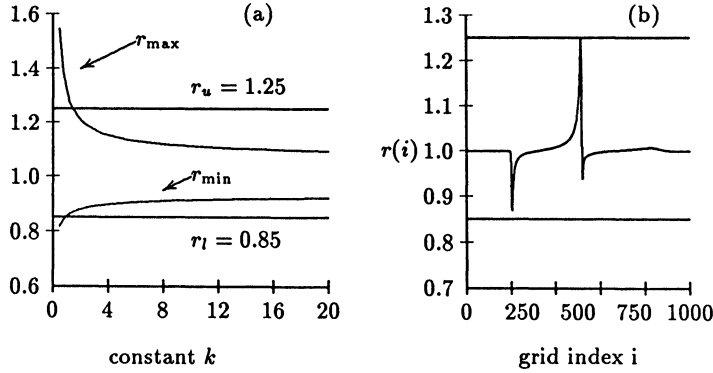 (a)
1.6
1.4
1.2
1.0
0.8
0.6
r_max
r_u = 1.25
r_min
r_l = 0.85
0 4 8 12 16 20
constant k
(b)
1.3
1.2
1.1
r(i) 1.0
0.9
0.8
0.7
0 250 500 750 1000
grid index i